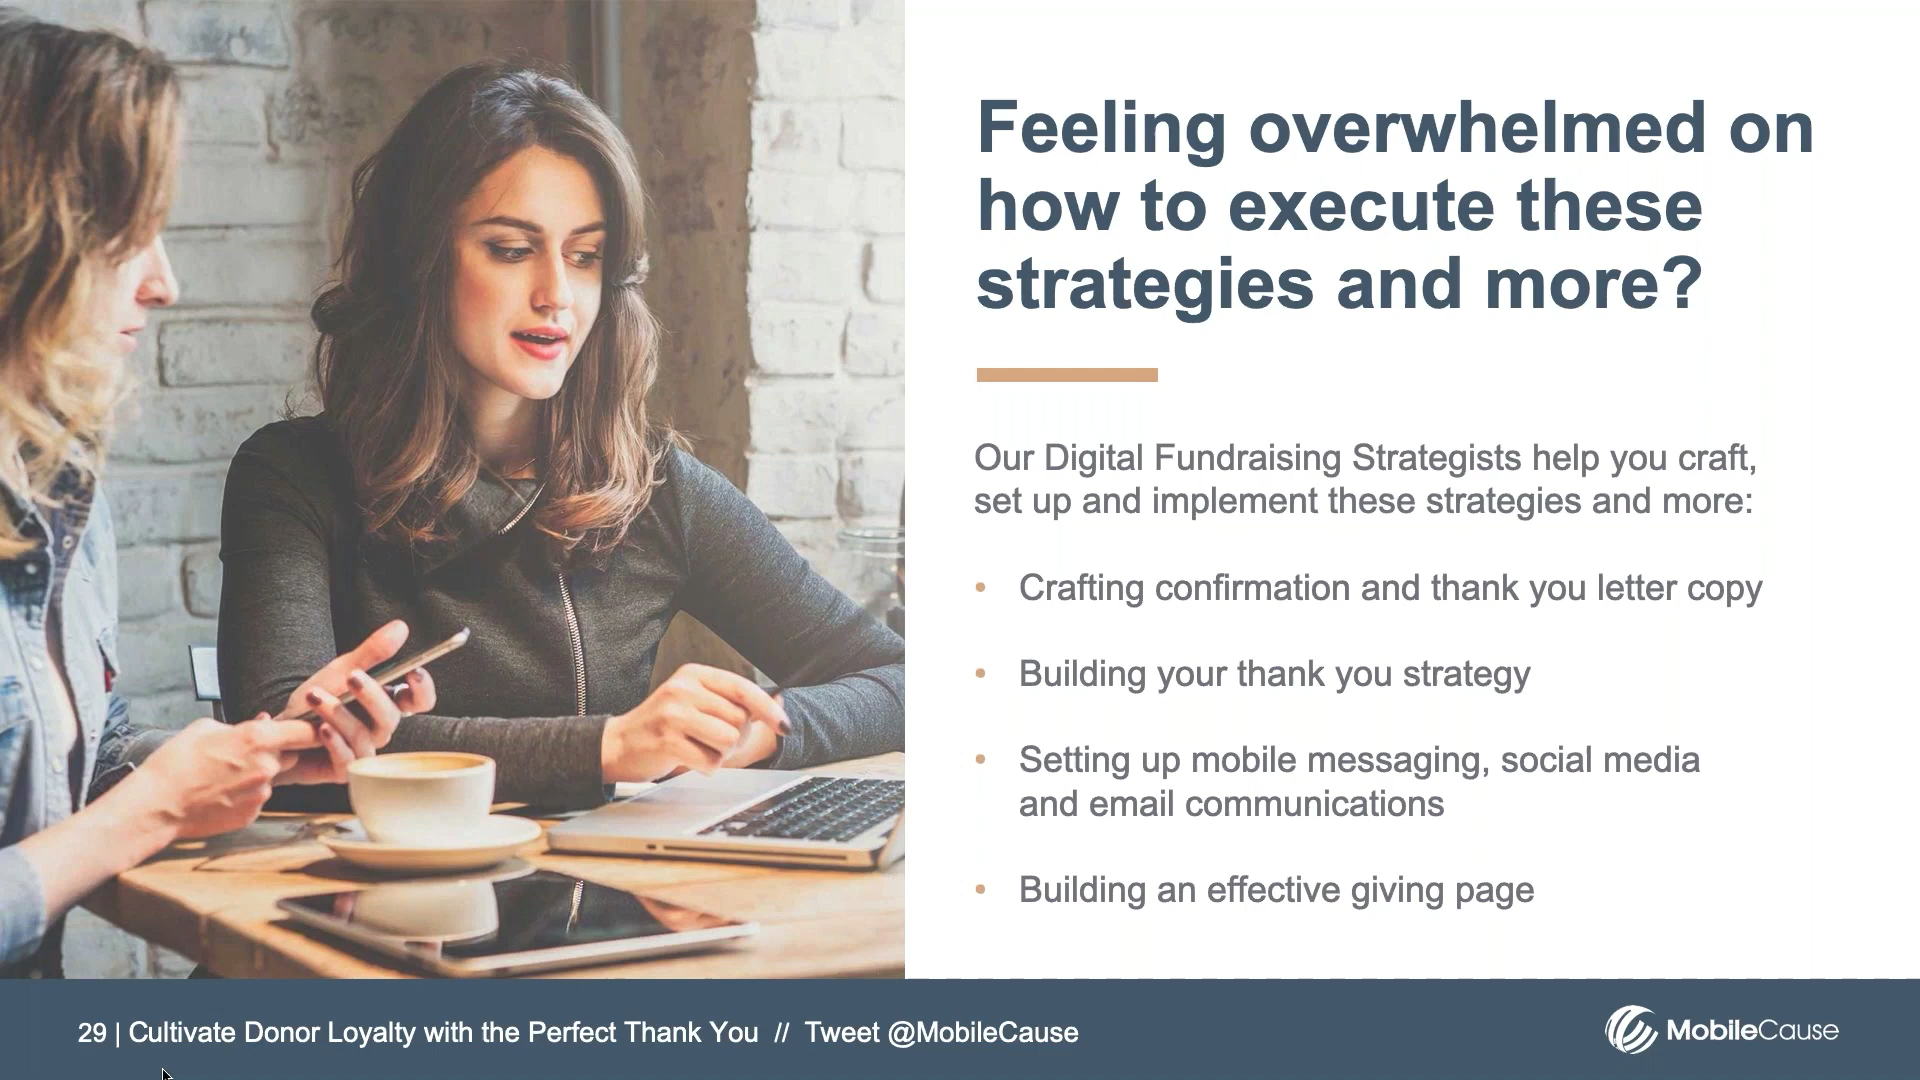 Feeling overwhelmed on
how to execute these
strategies and more?
Our Digital Fundraising Strategists help you craft,
set up and implement these strategies and more:
• Crafting confirmation and thank you letter copy
• Building your thank you strategy
• Setting up mobile messaging, social media
and email communications
• Building an effective giving page
29 | Cultivate Donor Loyalty with the Perfect Thank You // Tweet @MobileCause
MobileCause